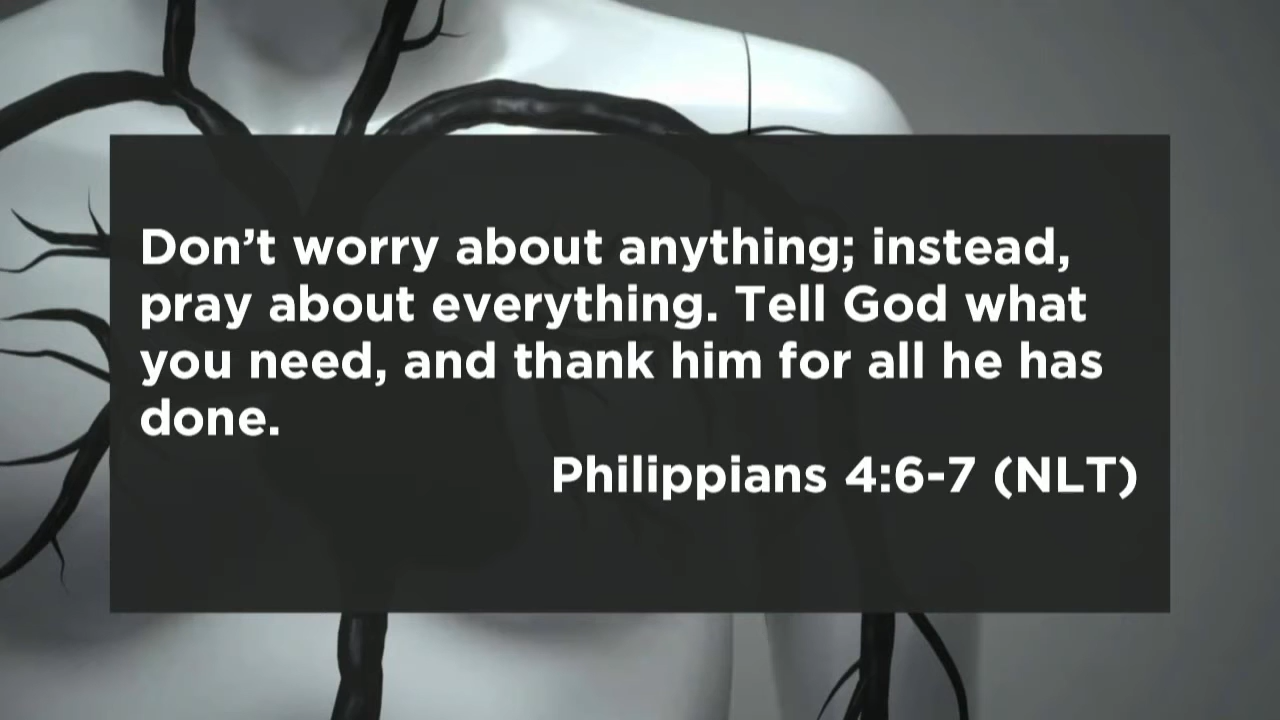 Don’t worry about anything; instead,
pray about everything. Tell God what
you need, and thank him for all he has
done.
Philippians 4:6-7 (NLT)